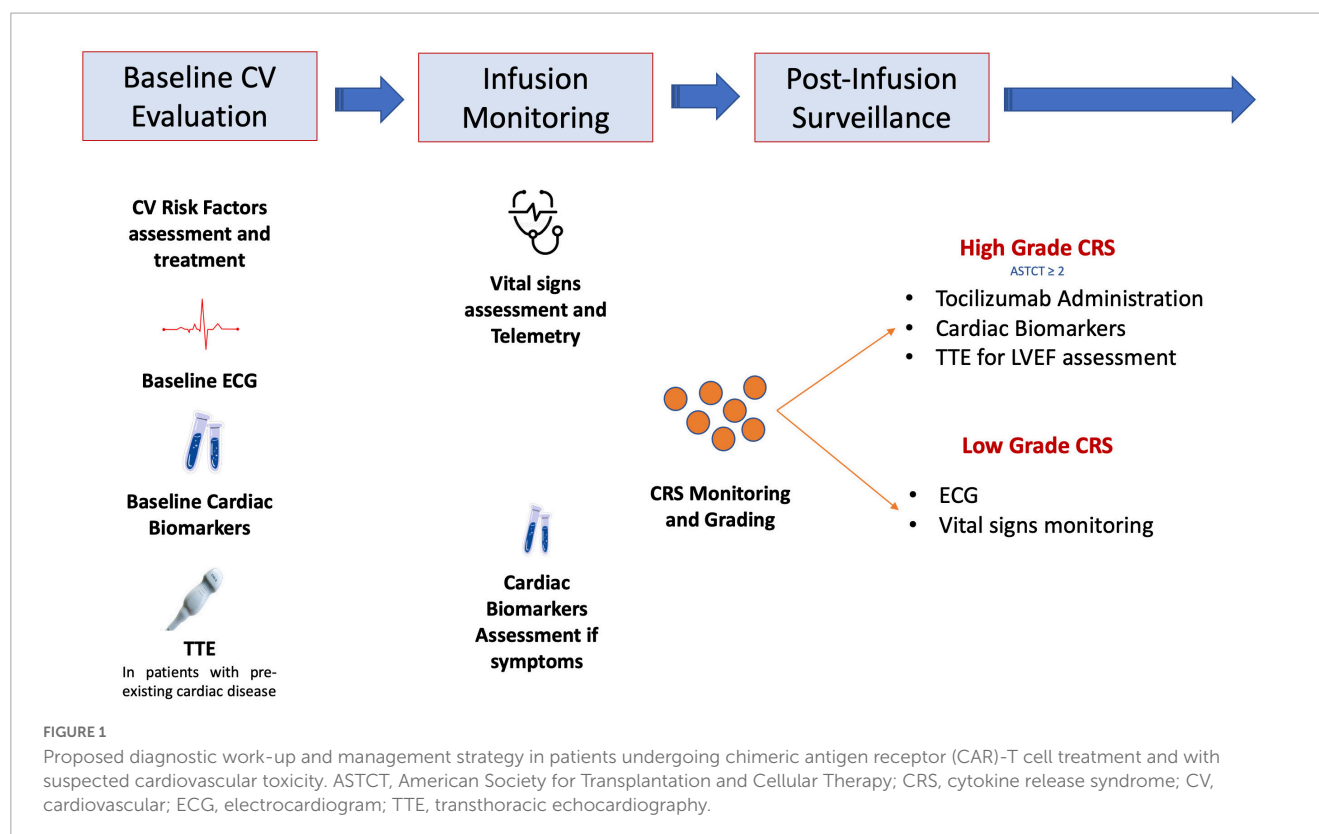 Baseline CV
Evaluation
Infusion
Monitoring
Post-Infusion
Surveillance
CV Risk Factors
assessment and
treatment
Baseline ECG
Baseline Cardiac
Biomarkers
TTE
In patients with pre-
existing cardiac disease
Vital signs
assessment and
Telemetry
Cardiac
Biomarkers
Assessment if
symptoms
CRS Monitoring
and Grading
High Grade CRS
ASTCT ≥ 2
• Tocilizumab Administration
• Cardiac Biomarkers
• TTE for LVEF assessment
Low Grade CRS
• ECG
• Vital signs monitoring
FIGURE 1
Proposed diagnostic work-up and management strategy in patients undergoing chimeric antigen receptor (CAR)-T cell treatment and with
suspected cardiovascular toxicity. ASTCT, American Society for Transplantation and Cellular Therapy; CRS, cytokine release syndrome; CV,
cardiovascular; ECG, electrocardiogram; TTE, transthoracic echocardiography.